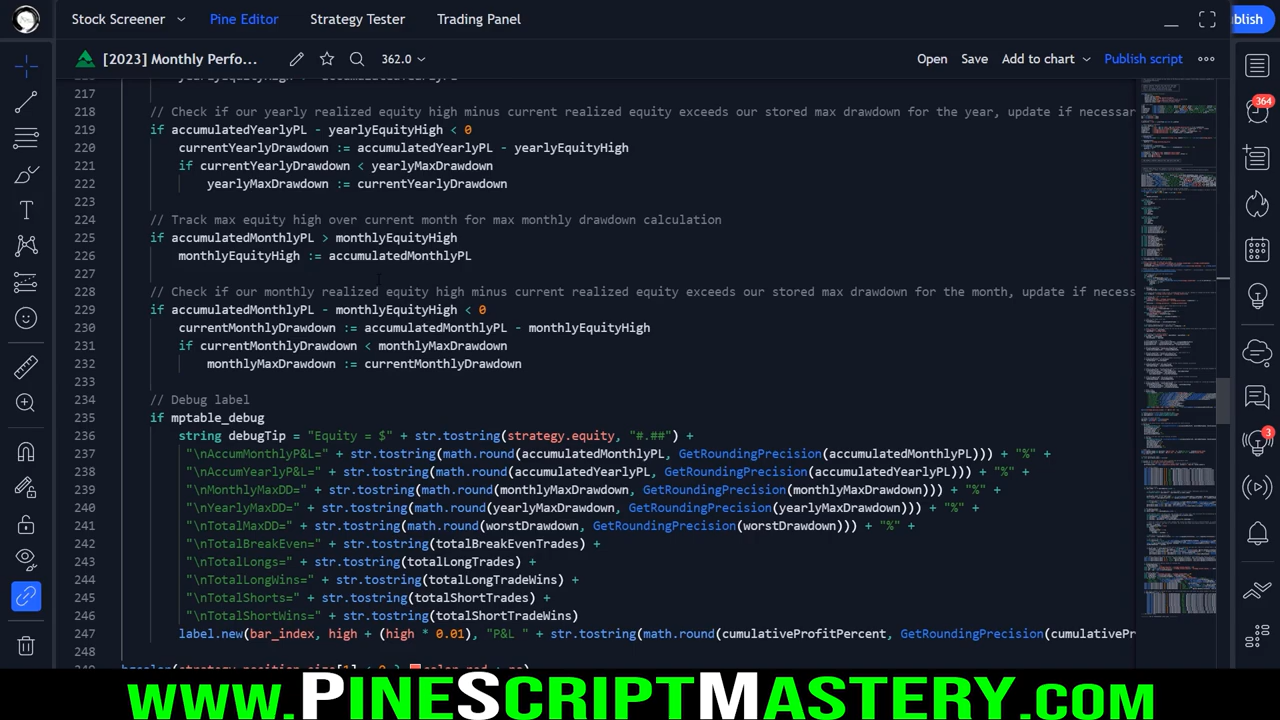 Stock Screener Pine Editor Strategy Tester Trading Panel blish
[2023] Monthly Perfo... 362.0 Open Save Add to chart Publish script
217
218 // Check if our yearly realized equity high minus current realized equity exceeds our stored max drawdown for the year, update if necessar
219 if accumulatedYearlyPL - yearlyEquityHigh < 0
220 currentYearlyDrawdown := accumulatedYearlyPL - yearlyEquityHigh
221 if currentYearlyDrawdown < yearlyMaxDrawdown
222 yearlyMaxDrawdown := currentYearlyDrawdown
223
224 // Track max equity high over current month for max monthly drawdown calculation
225 if accumulatedMonthlyPL > monthlyEquityHigh
226 monthlyEquityHigh := accumulatedMonthlyPL
227
228 // Check if our monthly realized equity high minus current realized equity exceeds our stored max drawdown for the month, update if necess
229 if accumulatedMonthlyPL - monthlyEquityHigh < 0
230 currentMonthlyDrawdown := accumulatedMonthlyPL - monthlyEquityHigh
231 if currentMonthlyDrawdown < monthlyMaxDrawdown
232 monthlyMaxDrawdown := currentMonthlyDrawdown
233
234 // Debug label
235 if mptable_debug
236 string debugTip = "Equity = $" + str.tostring(strategy.equity, "#.##") +
237 "\nAccumMonthlyP&L=" + str.tostring(math.round(accumulatedMonthlyPL, GetRoundingPrecision(accumulatedMonthlyPL))) + "%" +
238 "\nAccumYearlyP&L=" + str.tostring(math.round(accumulatedYearlyPL, GetRoundingPrecision(accumulatedYearlyPL))) + "%" +
239 "\nMonthlyMaxDD=" + str.tostring(math.round(monthlyMaxDrawdown, GetRoundingPrecision(monthlyMaxDrawdown))) + "%" +
240 "\nYearlyMaxDD=" + str.tostring(math.round(yearlyMaxDrawdown, GetRoundingPrecision(yearlyMaxDrawdown))) + "%" +
241 "\nTotalMaxDD=" + str.tostring(math.round(worstDrawdown, GetRoundingPrecision(worstDrawdown))) + "%" +
242 "\nTotalBreakEven=" + str.tostring(totalBreakEvenTrades) +
243 "\nTotalLongs=" + str.tostring(totalLongTrades) +
244 "\nTotalLongWins=" + str.tostring(totalLongTradeWins) +
245 "\nTotalShorts=" + str.tostring(totalShortTrades) +
246 "\nTotalShortWins=" + str.tostring(totalShortTradeWins)
247 label.new(bar_index, high + (high * 0.01), "P&L " + str.tostring(math.round(cumulativeProfitPercent, GetRoundingPrecision(cumulativePr
248
364
3
www.PineScriptMastery.com